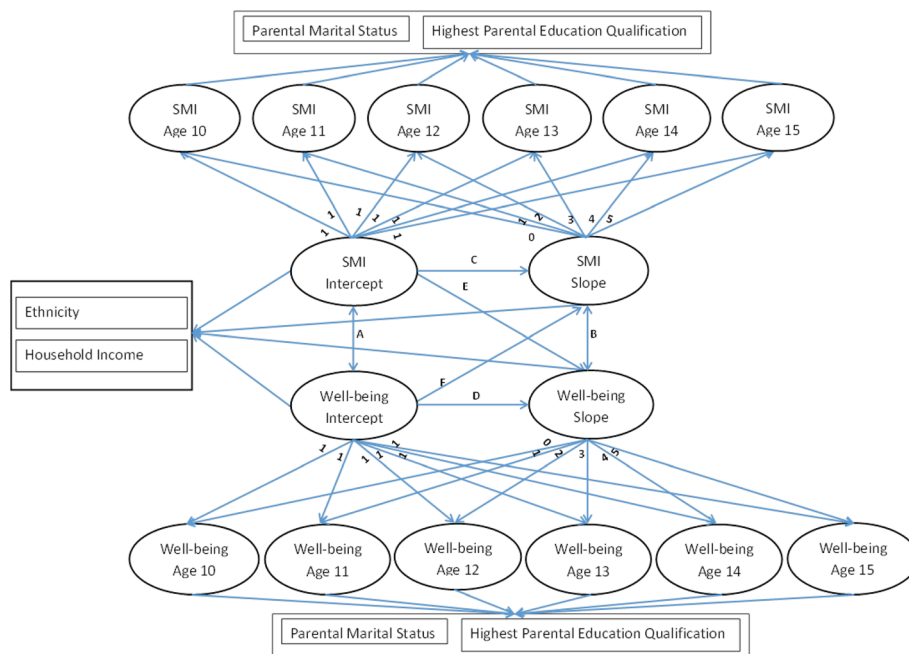 Parental Marital Status
Highest Parental Education Qualification
SMI
Age 10
SMI
Age 11
SMI
Age 12
SMI
Age 13
SMI
Age 14
SMI
Age 15
1
1
1
1
1
1
0
1
2
3
4
5
SMI
Intercept
C
SMI
Slope
E
Ethnicity
Household Income
A
B
F
Well-being
Intercept
D
Well-being
Slope
1
1
1
1
1
1
0
1
2
3
4
5
Well-being
Age 10
Well-being
Age 11
Well-being
Age 12
Well-being
Age 13
Well-being
Age 14
Well-being
Age 15
Parental Marital Status
Highest Parental Education Qualification